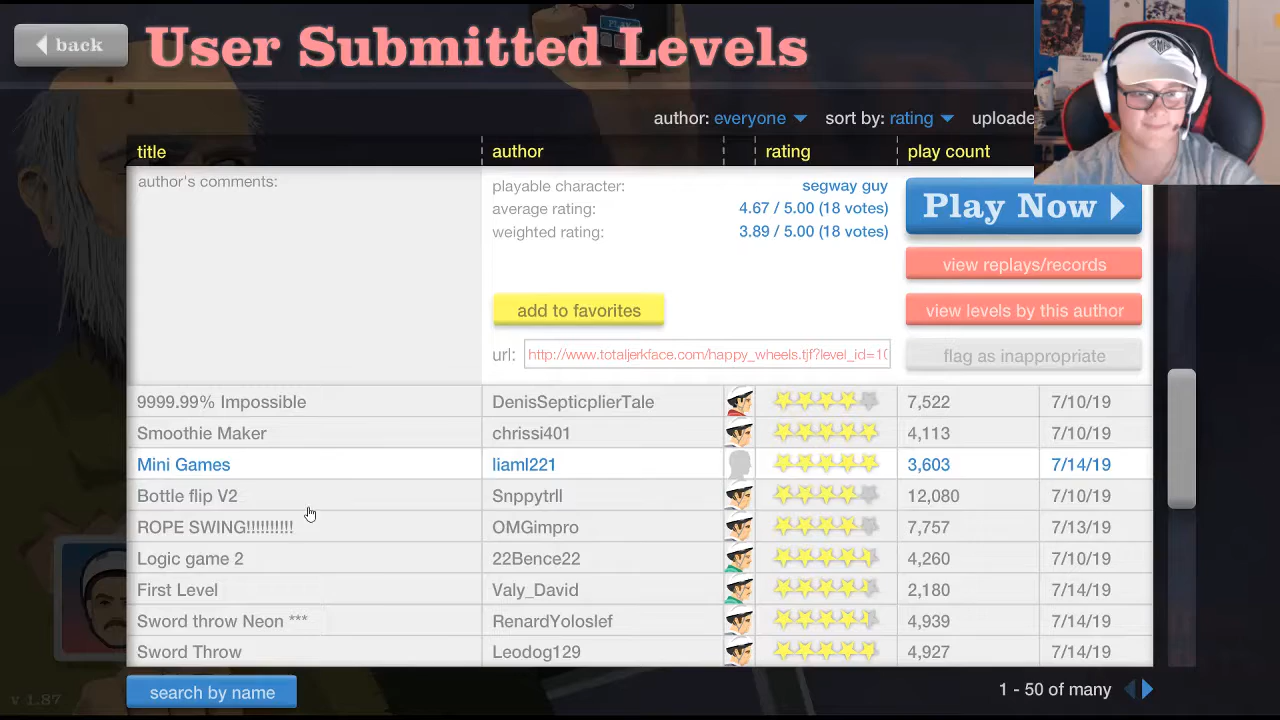 back
User Submitted Levels
author: everyone sort by: rating uploade
title author rating play count
author's comments:
playable character: segway guy
average rating: 4.67 / 5.00 (18 votes)
weighted rating: 3.89 / 5.00 (18 votes)
Play Now
view replays/records
add to favorites
view levels by this author
url: http://www.totaljerkface.com/happy_wheels.tjf?level_id=10
flag as inappropriate
9999.99% Impossible DenisSepticplierTale 7,522 7/10/19
Smoothie Maker chrissi401 4,113 7/10/19
Mini Games liaml221 3,603 7/14/19
Bottle flip V2 Snppytrll 12,080 7/10/19
ROPE SWING!!!!!!!!!! OMGimpro 7,757 7/13/19
Logic game 2 22Bence22 4,260 7/10/19
First Level Valy_David 2,180 7/14/19
Sword throw Neon *** RenardYoloslef 4,939 7/14/19
Sword Throw Leodog129 4,927 7/14/19
search by name
1 - 50 of many
v 1.87